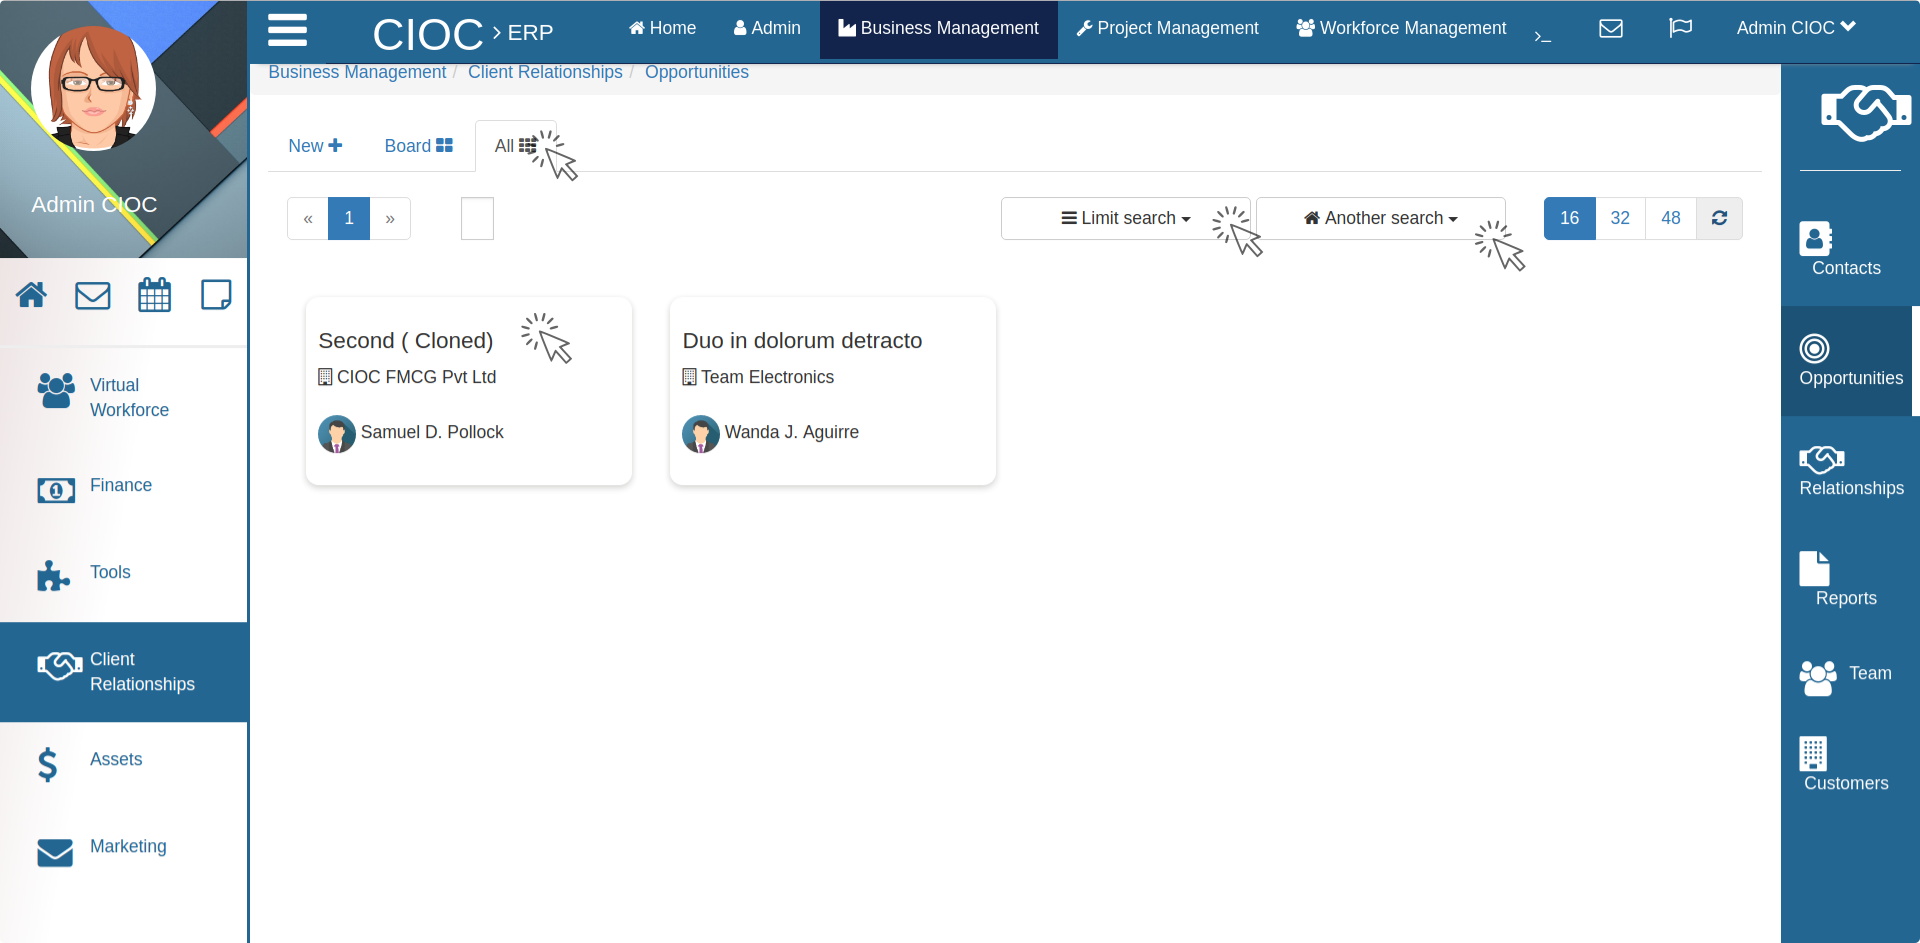 CIOC > ERP
Home
Admin
Business Management
Project Management
Workforce Management
>_
Admin CIOC
Business Management / Client Relationships / Opportunities
Admin CIOC
New
Board
All
« 1 »
Limit search
Another search
16 32 48
Second ( Cloned)
CIOC FMCG Pvt Ltd
Samuel D. Pollock
Duo in dolorum detracto
Team Electronics
Wanda J. Aguirre
Virtual
Workforce
Finance
Tools
Client
Relationships
Assets
Marketing
Contacts
Opportunities
Relationships
Reports
Team
Customers